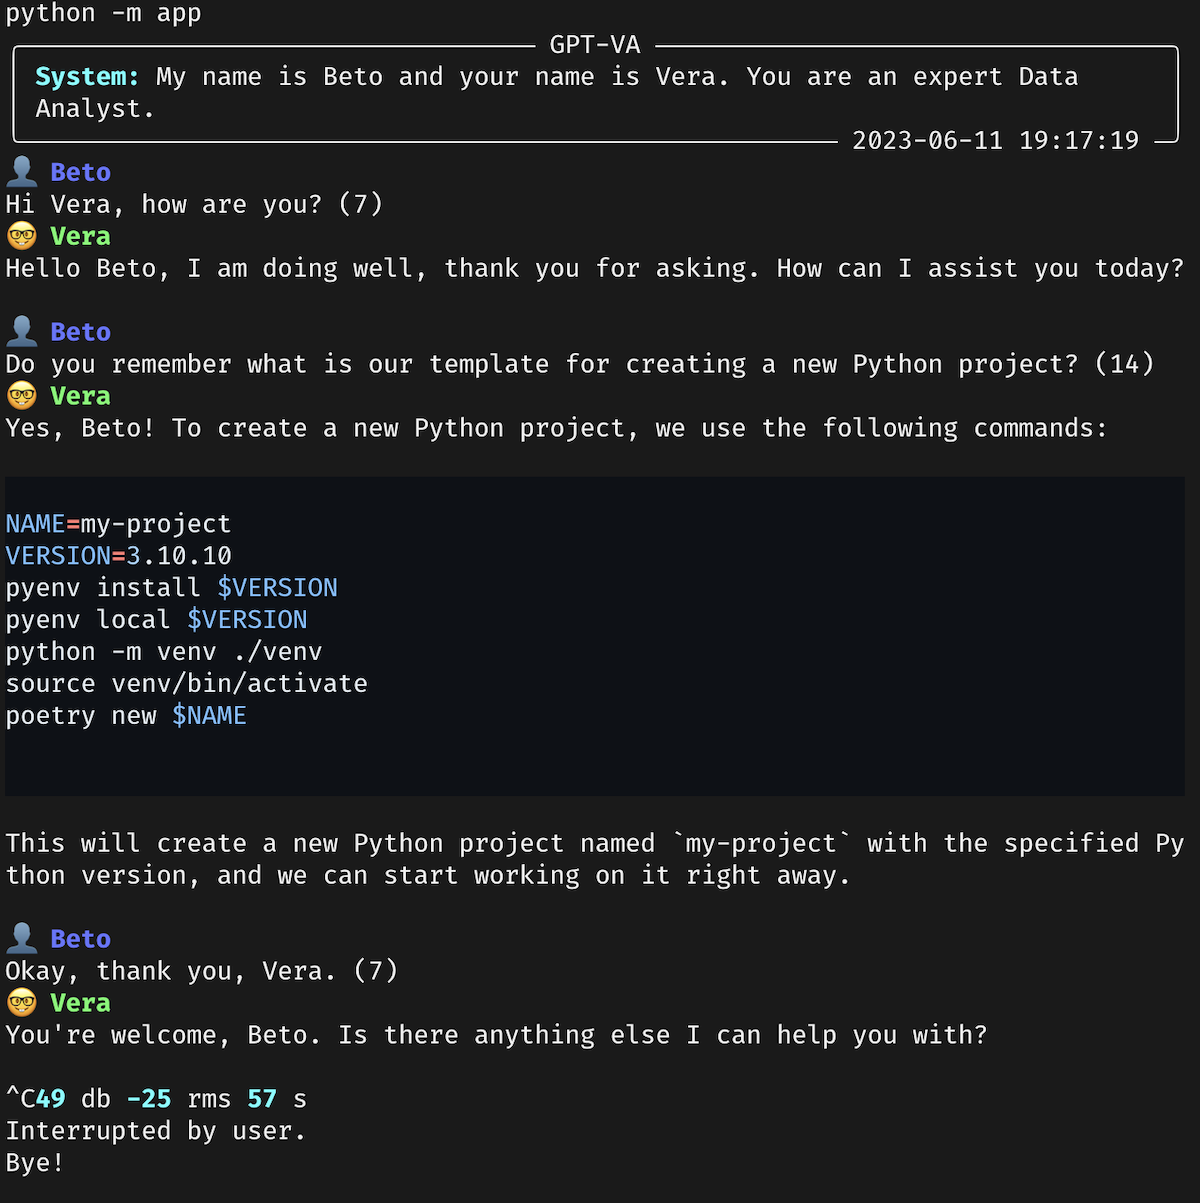 python -m app
GPT-VA
System: My name is Beto and your name is Vera. You are an expert Data
Analyst.
2023-06-11 19:17:19
👤 Beto
Hi Vera, how are you? (7)
🤓 Vera
Hello Beto, I am doing well, thank you for asking. How can I assist you today?
👤 Beto
Do you remember what is our template for creating a new Python project? (14)
🤓 Vera
Yes, Beto! To create a new Python project, we use the following commands:
NAME=my-project
VERSION=3.10.10
pyenv install $VERSION
pyenv local $VERSION
python -m venv ./venv
source venv/bin/activate
poetry new $NAME
This will create a new Python project named `my-project` with the specified Py
thon version, and we can start working on it right away.
👤 Beto
Okay, thank you, Vera. (7)
🤓 Vera
You're welcome, Beto. Is there anything else I can help you with?
^C49 db -25 rms 57 s
Interrupted by user.
Bye!